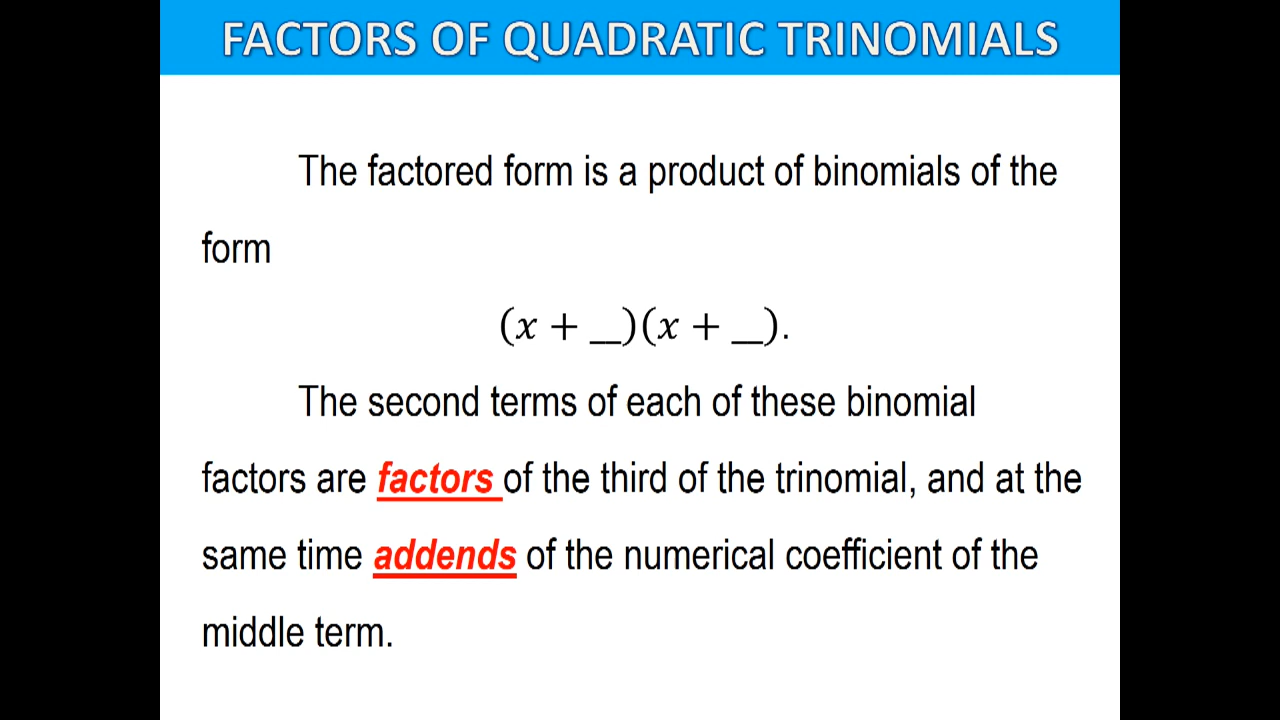 FACTORS OF QUADRATIC TRINOMIALS
The factored form is a product of binomials of the
form
(x + __)(x + __).
The second terms of each of these binomial
factors are factors of the third of the trinomial, and at the
same time addends of the numerical coefficient of the
middle term.